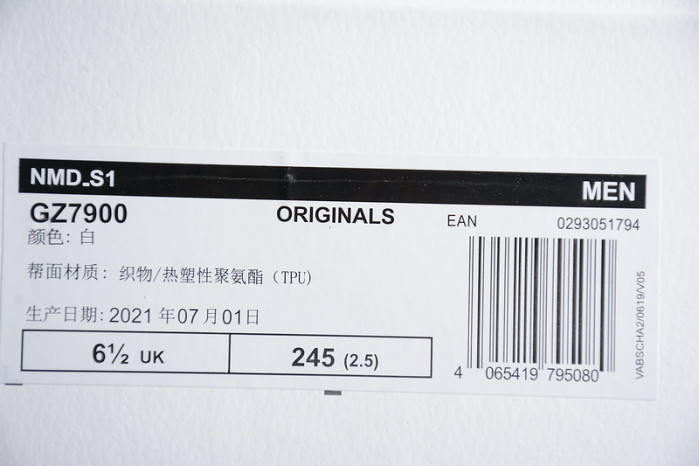 NMD_S1 MEN
GZ7900 ORIGINALS EAN 0293051794
颜色: 白
帮面材质: 织物/热塑性聚氨酯（TPU）
生产日期: 2021 年 07 月 01日
6½ UK 245 (2.5)
4 065419 795080
VABSCHA2/0619/V05